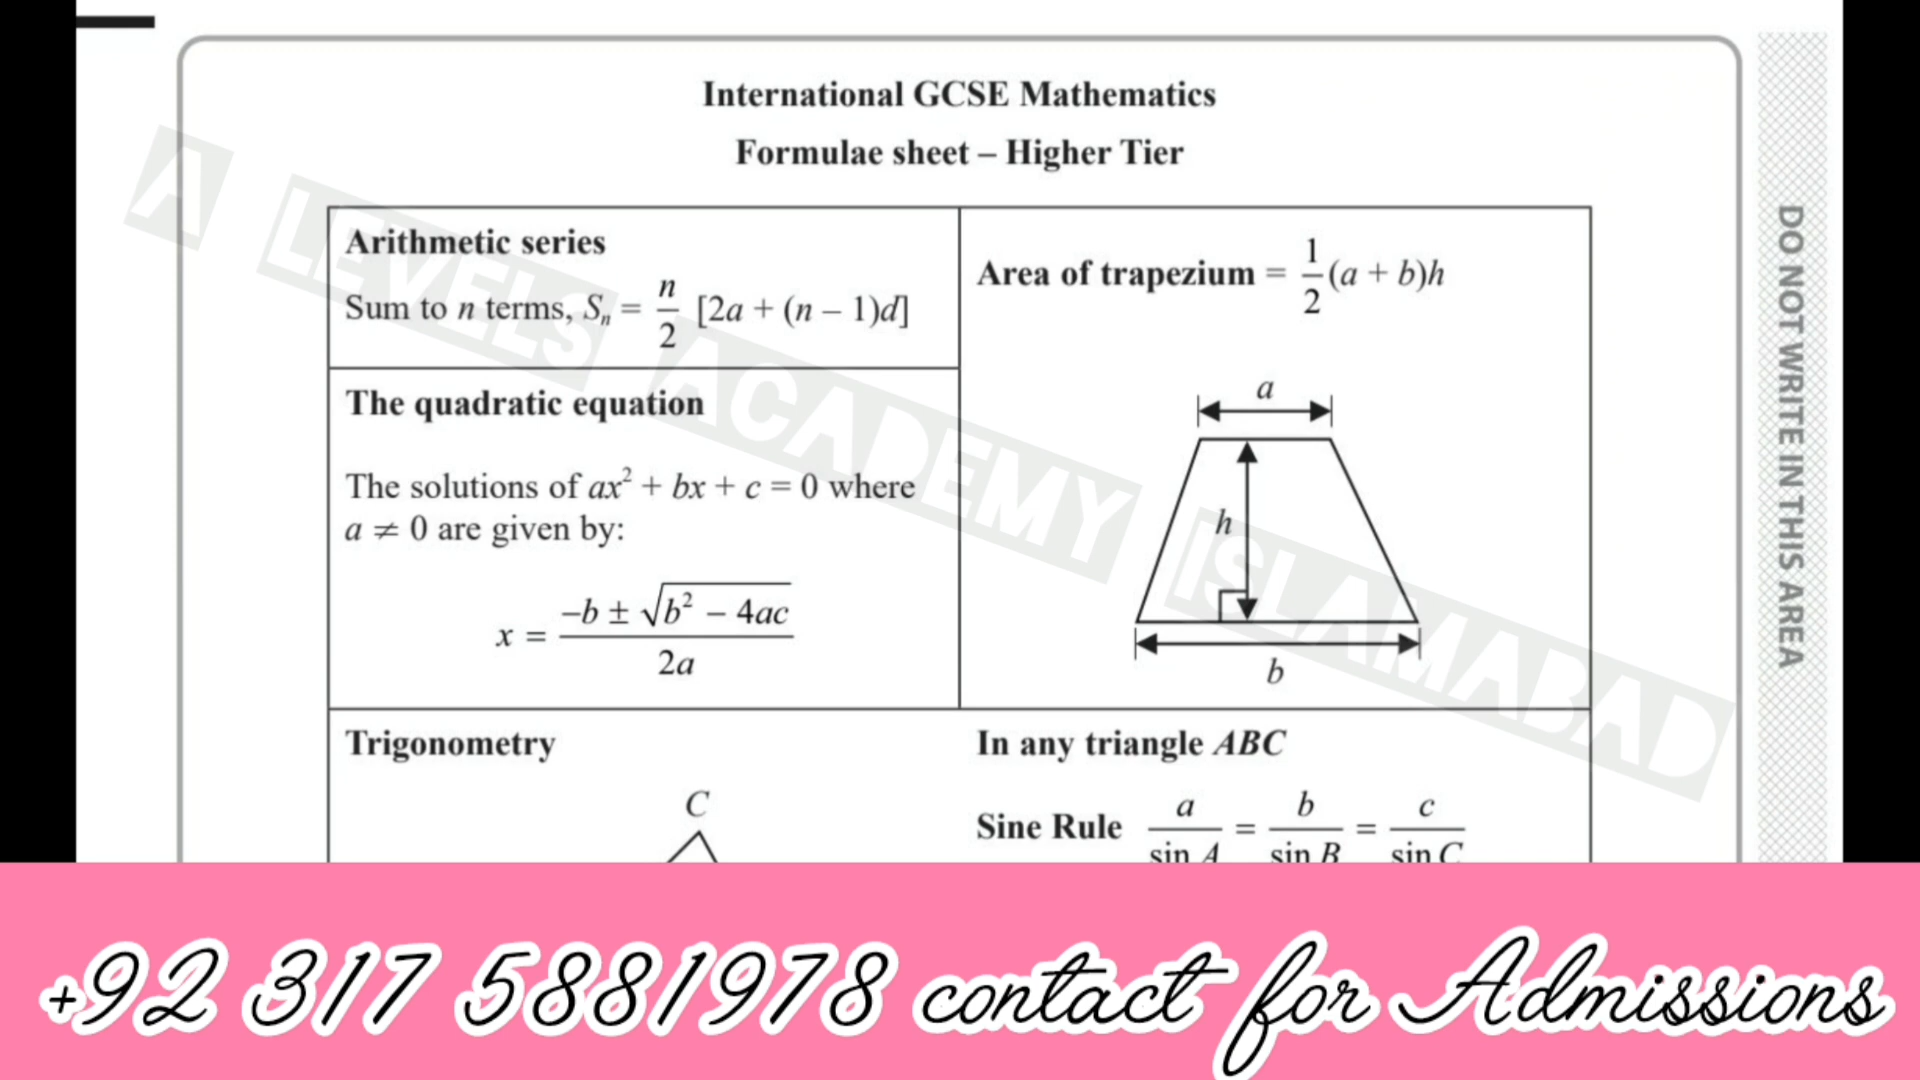 International GCSE Mathematics
Formulae sheet – Higher Tier
Arithmetic series
Sum to n terms, Sₙ = n/2 [2a + (n – 1)d]
The quadratic equation
The solutions of ax² + bx + c = 0 where
a ≠ 0 are given by:
x = (–b ± √(b² – 4ac))/2a
Area of trapezium = 1/2 (a + b)h
a
h
b
Trigonometry
C
In any triangle ABC
Sine Rule a/sin A = b/sin B = c/sin C
DO NOT WRITE IN THIS AREA
A LEVELS ACADEMY ISLAMABAD
+92 317 5881978 contact for Admissions